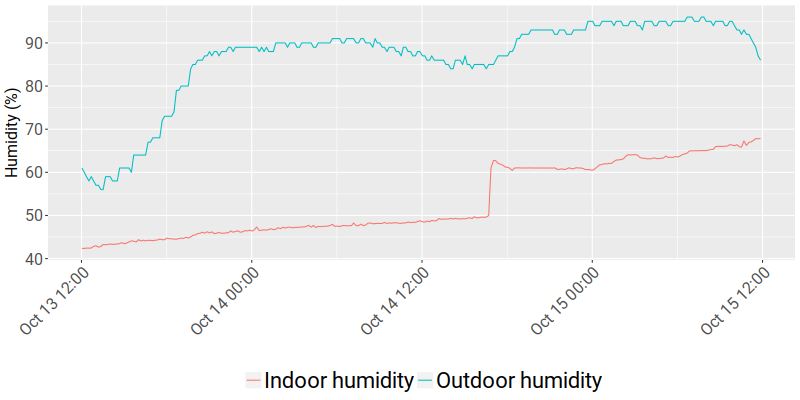 Humidity (%)
90
80
70
60
50
40
Oct 13 12:00
Oct 14 00:00
Oct 14 12:00
Oct 15 00:00
Oct 15 12:00
Indoor humidity Outdoor humidity